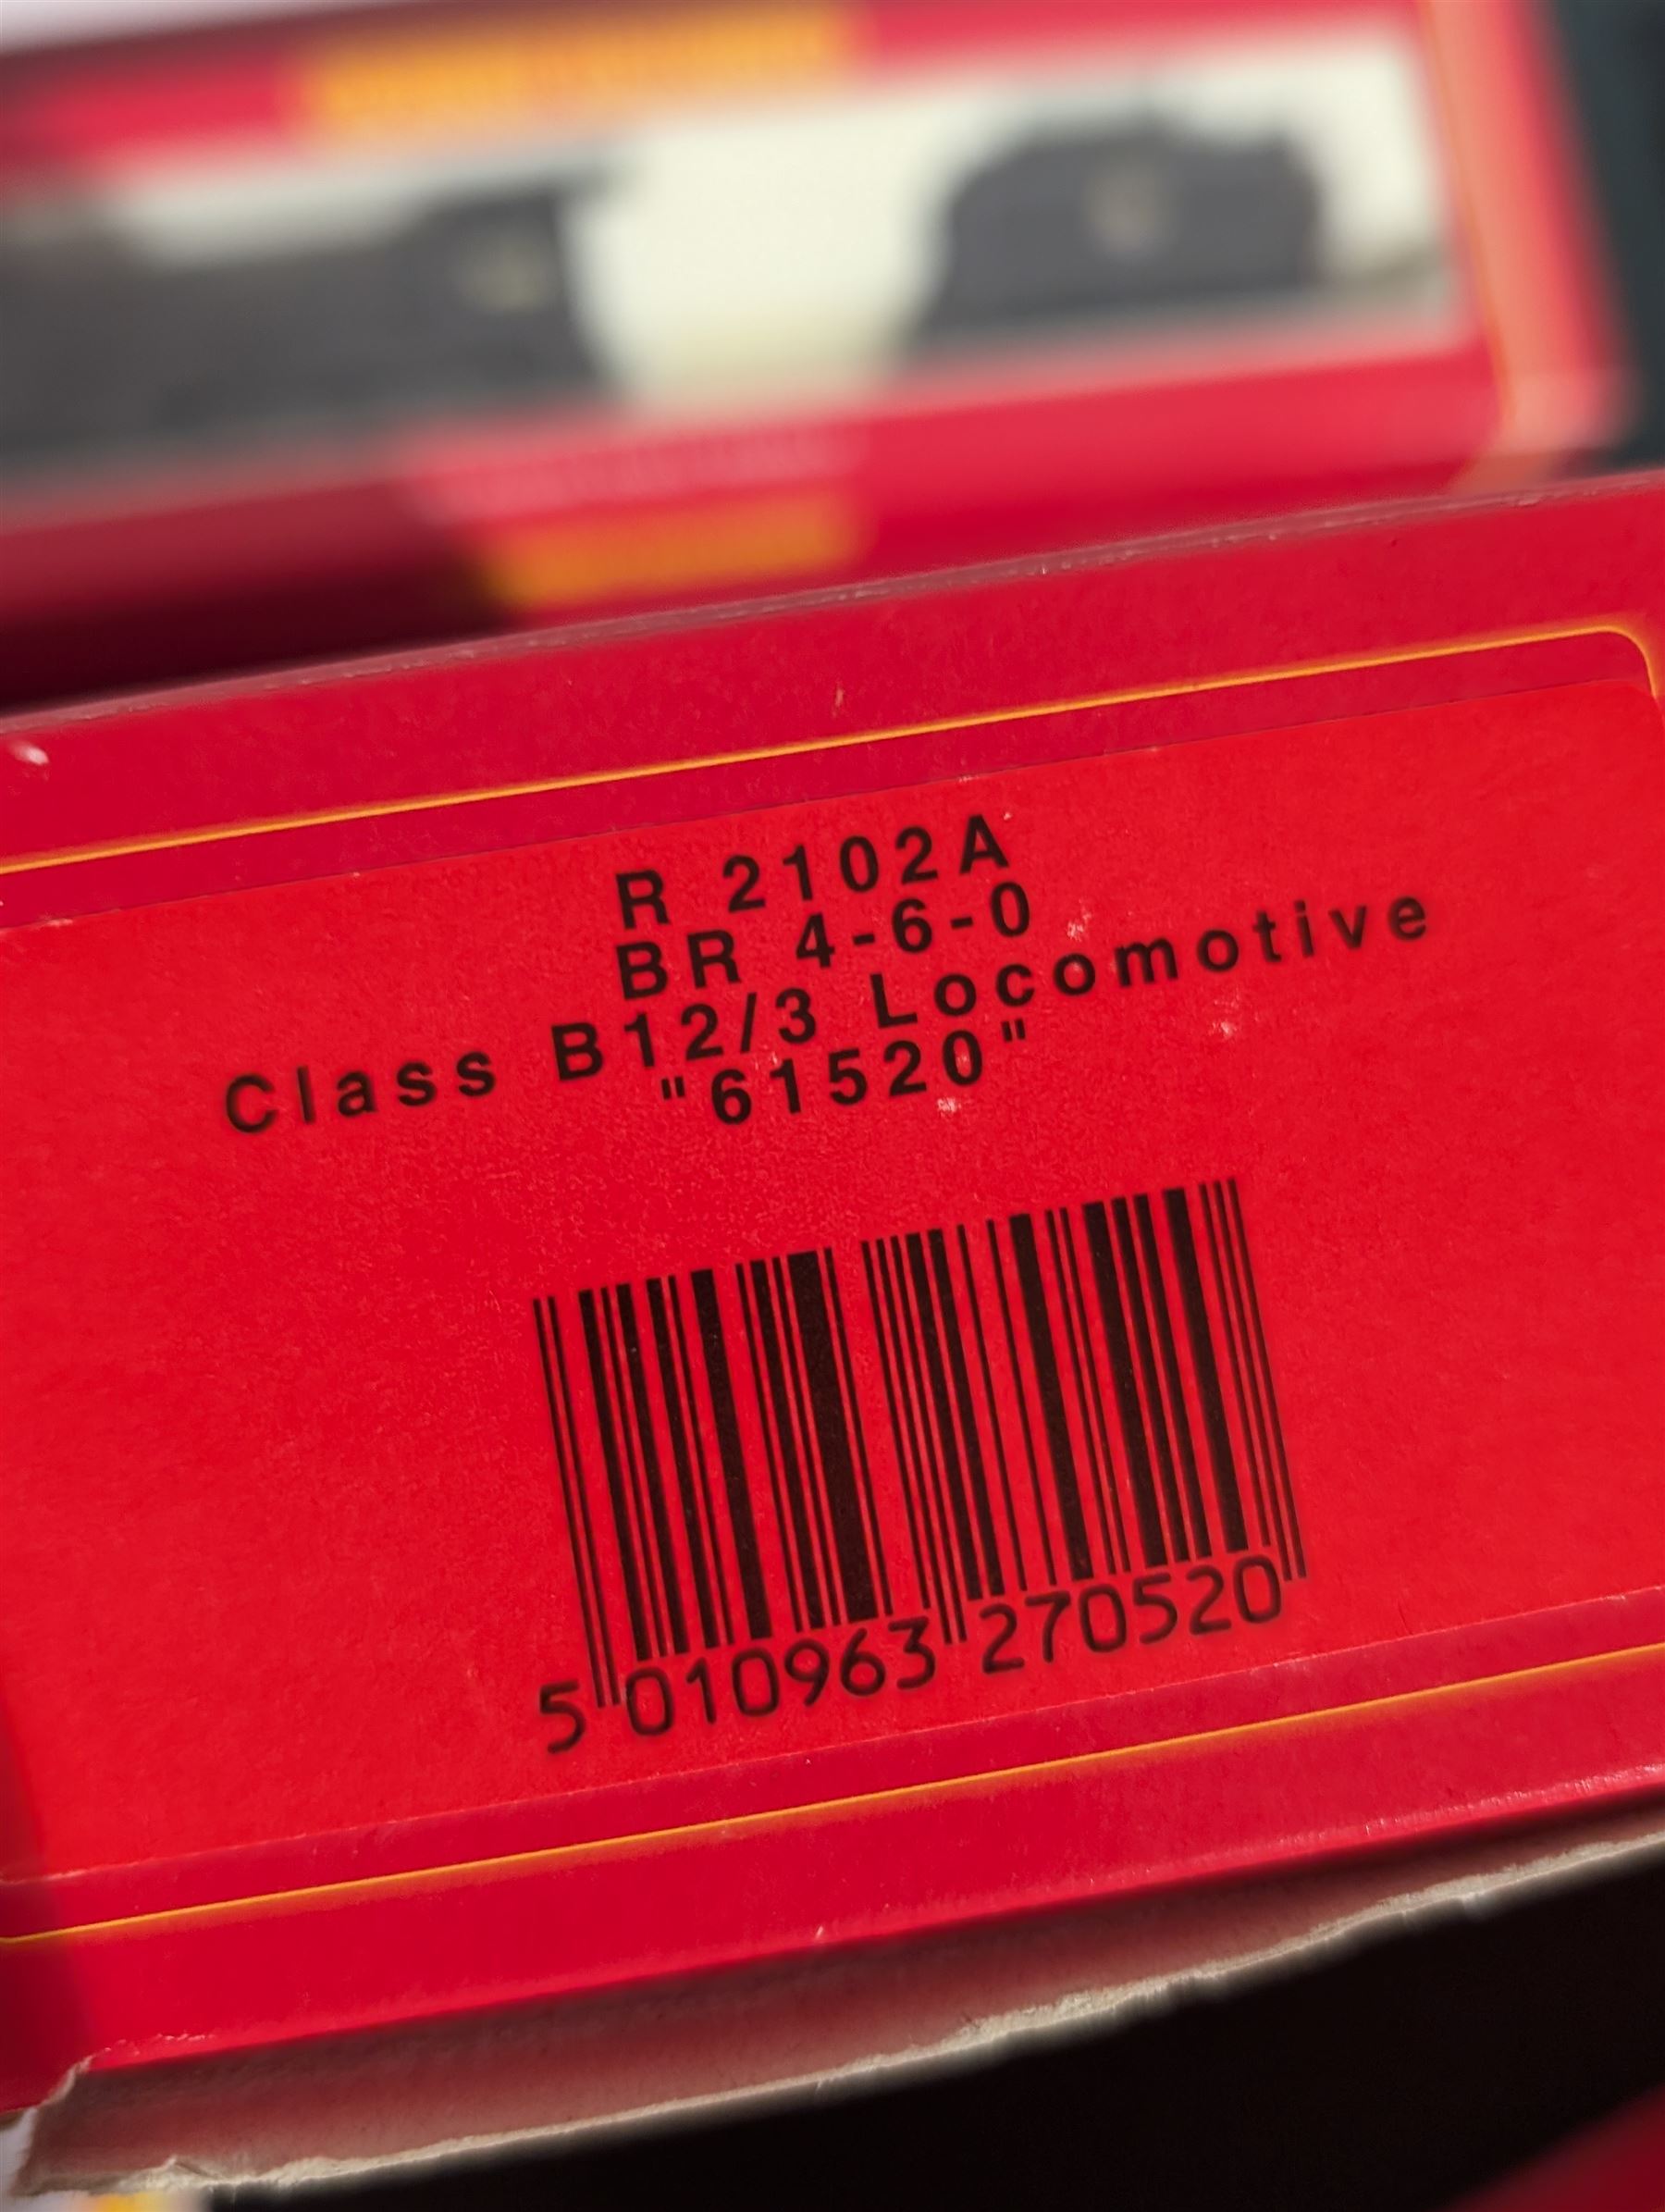 R 2102A
BR 4-6-0
Class B12/3 Locomotive
"61520"
5 010963 270520